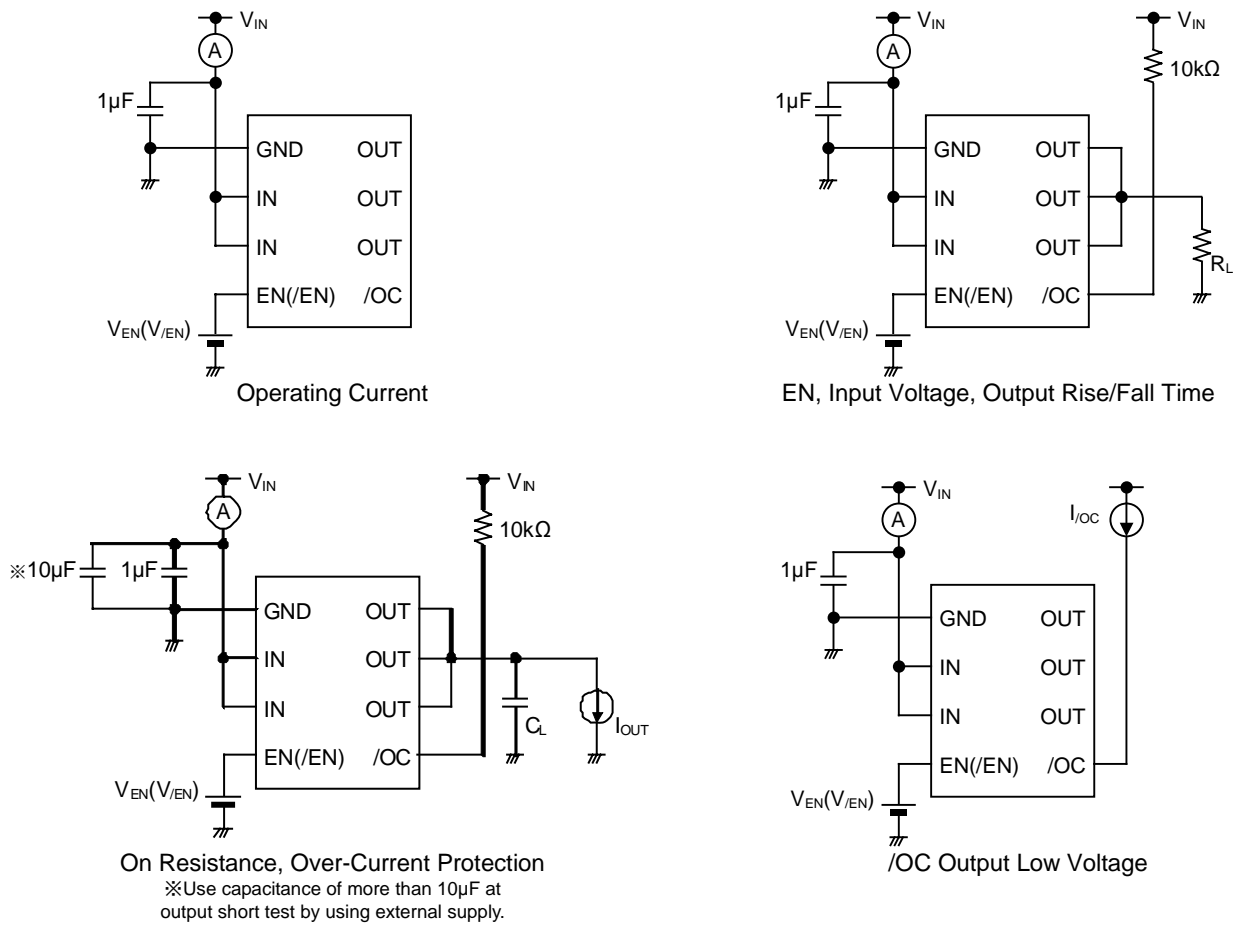 V_IN
A
1µF
GND OUT
IN OUT
IN OUT
EN(/EN) /OC
V_EN(V_/EN)
Operating Current
V_IN
A
V_IN
10kΩ
1µF
GND OUT
IN OUT
IN OUT
EN(/EN) /OC
R_L
V_EN(V_/EN)
EN, Input Voltage, Output Rise/Fall Time
V_IN
A
V_IN
10kΩ
※10µF 1µF
GND OUT
IN OUT
IN OUT
EN(/EN) /OC
C_L
I_OUT
V_EN(V_/EN)
On Resistance, Over-Current Protection
※Use capacitance of more than 10µF at
output short test by using external supply.
V_IN
A
I_/OC
1µF
GND OUT
IN OUT
IN OUT
EN(/EN) /OC
V_EN(V_/EN)
/OC Output Low Voltage